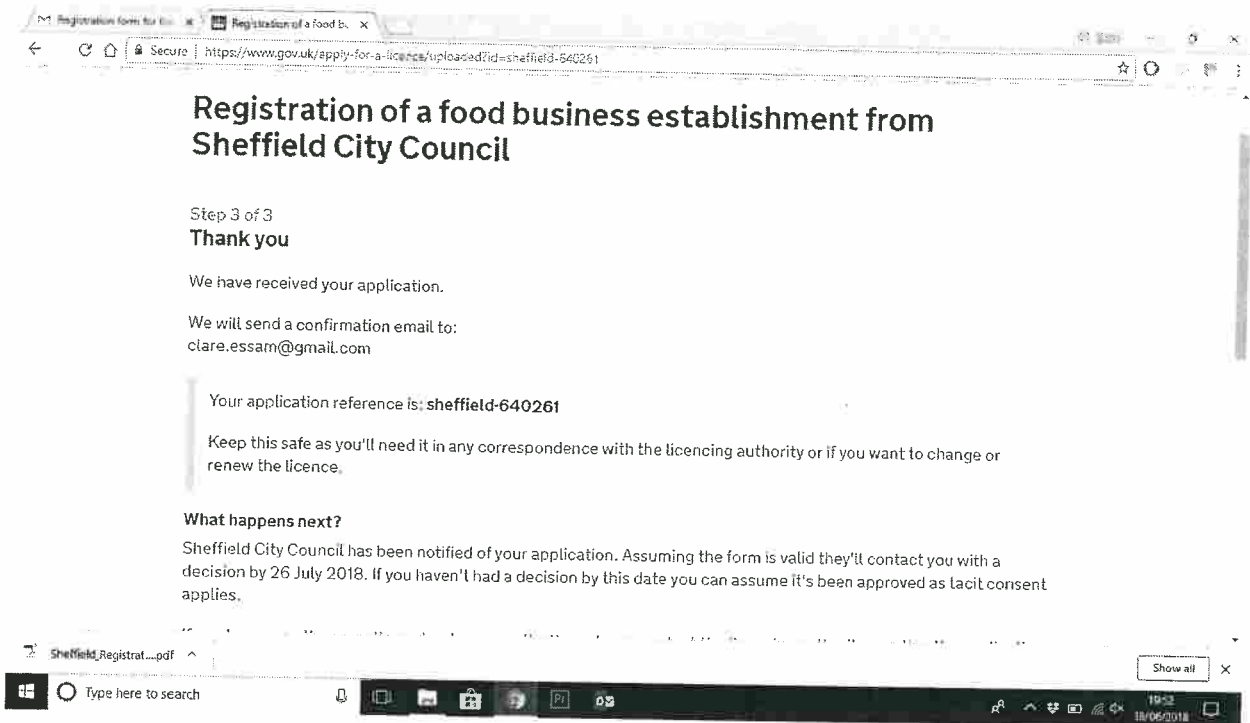 Registration form for
Registration of a food b
Secure | https://www.gov.uk/apply-for-a-licence/uploaded?id=sheffield-640261
Registration of a food business establishment from
Sheffield City Council
Step 3 of 3
Thank you
We have received your application.
We will send a confirmation email to:
clare.essam@gmail.com
Your application reference is: sheffield-640261
Keep this safe as you'll need it in any correspondence with the licencing authority or if you want to change or
renew the licence.
What happens next?
Sheffield City Council has been notified of your application. Assuming the form is valid they'll contact you with a
decision by 26 July 2018. If you haven't had a decision by this date you can assume it's been approved as tacit consent
applies.
Sheffield_Registrat....pdf
Show all
Type here to search
Pr
19:53
18/06/2018